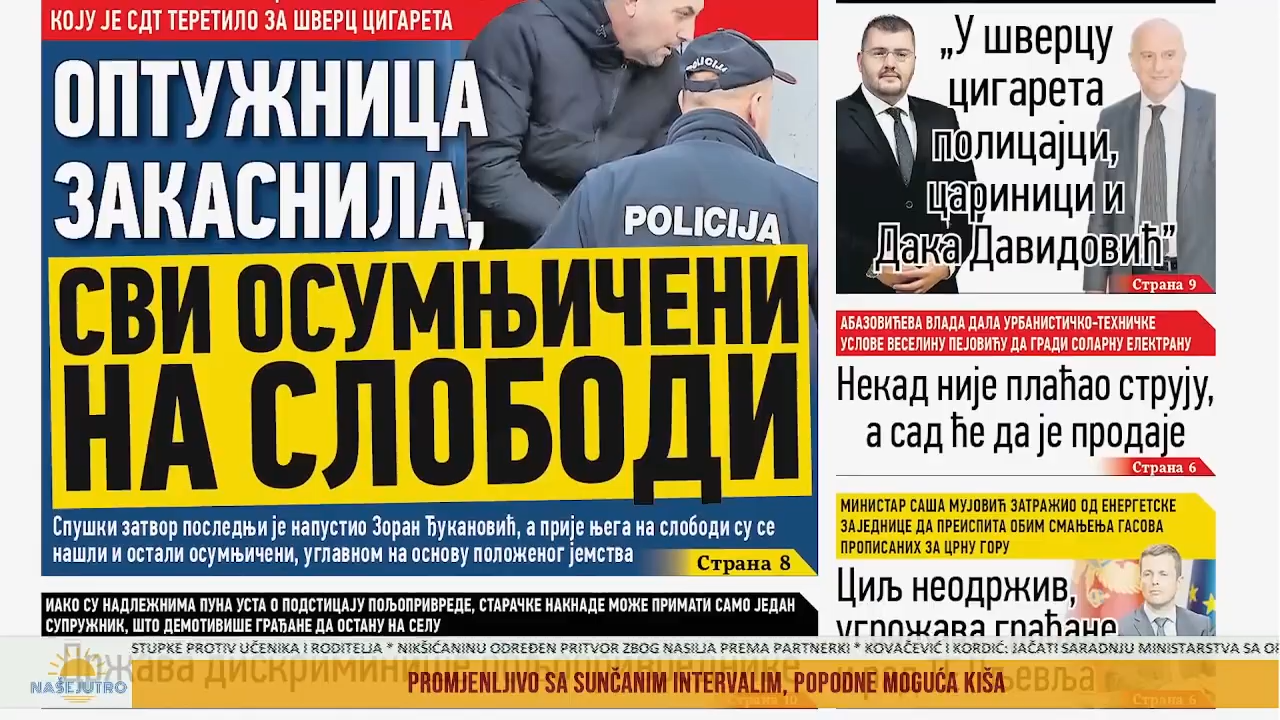 КОЈУ ЈЕ СДТ ТЕРЕТИЛО ЗА ШВЕРЦ ЦИГАРЕТА
ОПТУЖНИЦА
ЗАКАСНИЛА,
СВИ ОСУМЊИЧЕНИ
НА СЛОБОДИ
POLICIJA
POLICIJA
Спушки затвор последњи је напустио Зоран Ђукановић, а прије њега на слободи су се
нашли и остали осумњичени, углавном на основу положеног јемства
Страна 8
ИАКО СУ НАДЛЕЖНИМА ПУНА УСТА О ПОДСТИЦАЈУ ПОЉОПРИВРЕДЕ, СТАРАЧКЕ НАКНАДЕ МОЖЕ ПРИМАТИ САМО ЈЕДАН
СУПРУЖНИК, ШТО ДЕМОТИВИШЕ ГРАЂАНЕ ДА ОСТАНУ НА СЕЛУ
„У шверцу
цигарета
полицајци,
цариници и
Дака Давидовић”
Страна 9
АБАЗОВИЋЕВА ВЛАДА ДАЛА УРБАНИСТИЧКО-ТЕХНИЧКЕ
УСЛОВЕ ВЕСЕЛИНУ ПЕЈОВИЋУ ДА ГРАДИ СОЛАРНУ ЕЛЕКТРАНУ
Некад није плаћао струју,
а сад ће да је продаје
Страна 6
МИНИСТАР САША МУЈОВИЋ ЗАТРАЖИО ОД ЕНЕРГЕТСКЕ
ЗАЈЕДНИЦЕ ДА ПРЕИСПИТА ОБИМ СМАЊЕЊА ГАСОВА
ПРОПИСАНИХ ЗА ЦРНУ ГОРУ
Циљ неодржив,
угрожава грађане
STUPKE PROTIV UČENIKA I RODITELJA * NIKŠIĆANINU ODREĐEN PRITVOR ZBOG NASILJA PREMA PARTNERKI * KOVAČEVIĆ I KORDIĆ: JAČATI SARADNJU MINISTARSTVA SA
NAŠEJUTRO
PROMJENLJIVO SA SUNČANIM INTERVALIM, POPODNE MOGUĆA KIŠA